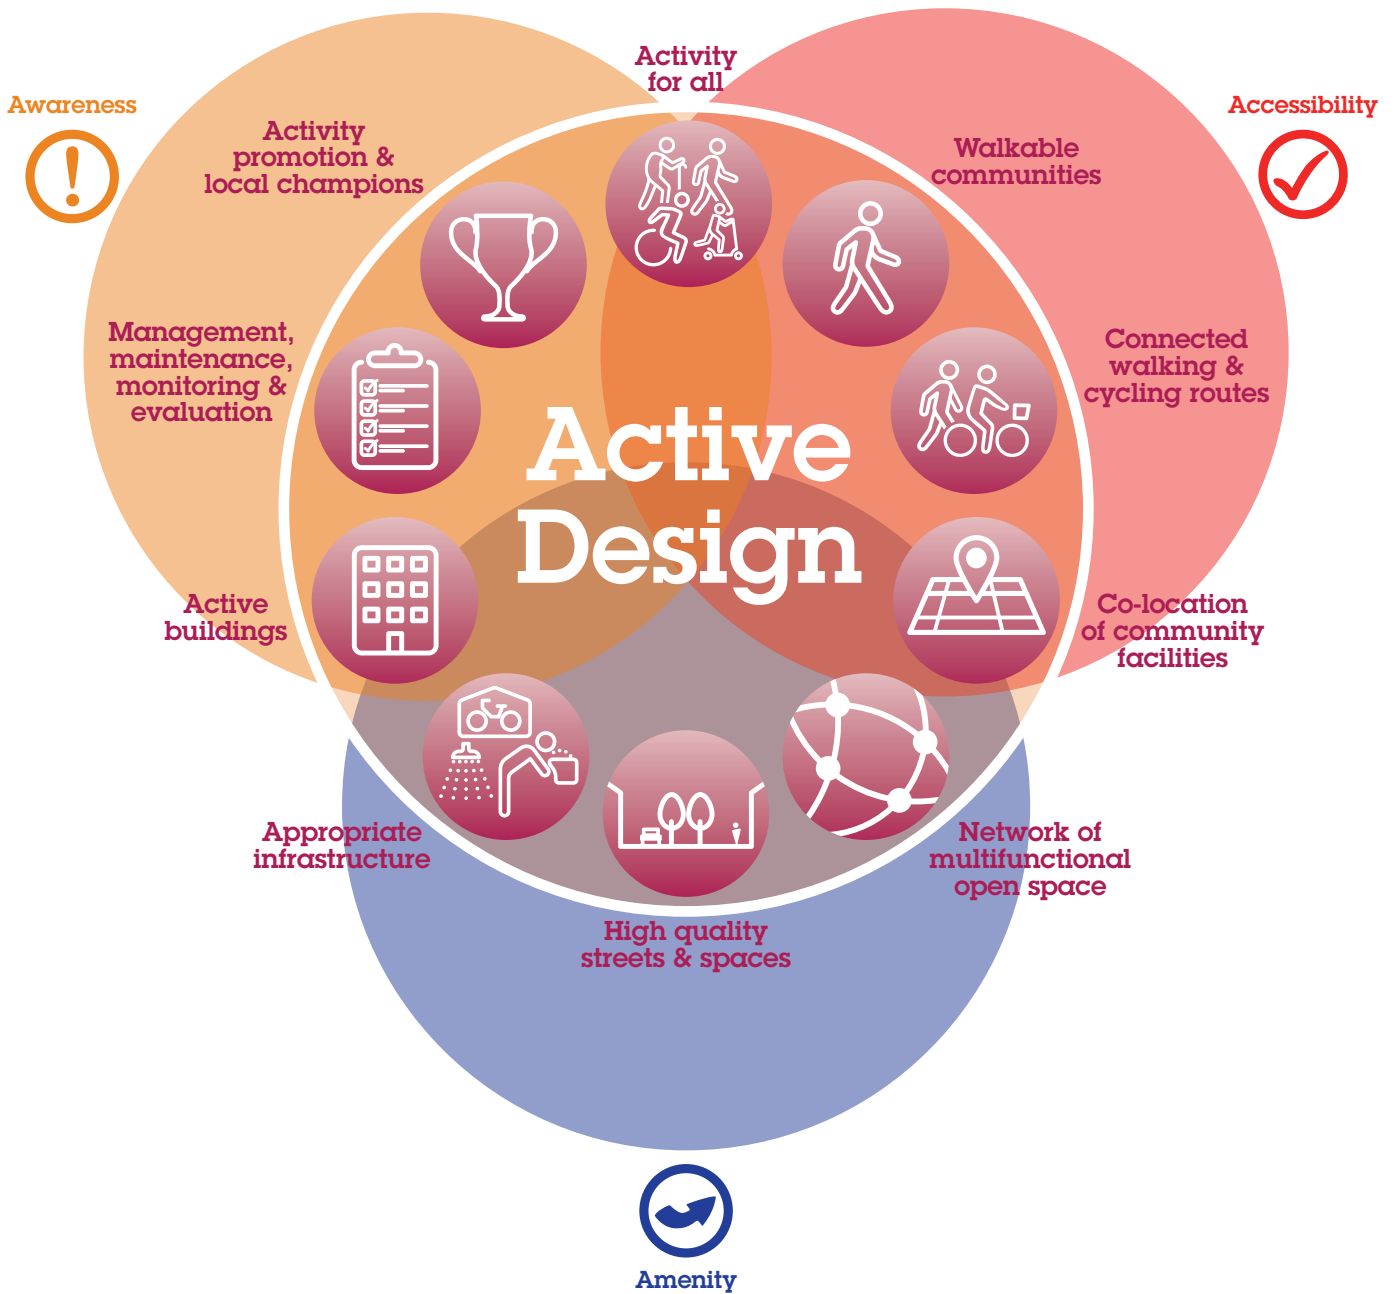 Activity
for all
Awareness
Accessibility
Activity
promotion &
local champions
Walkable
communities
Management,
maintenance,
monitoring &
evaluation
Connected
walking &
cycling routes
Active
Design
Active
buildings
Co-location
of community
facilities
Appropriate
infrastructure
Network of
multifunctional
open space
High quality
streets & spaces
Amenity